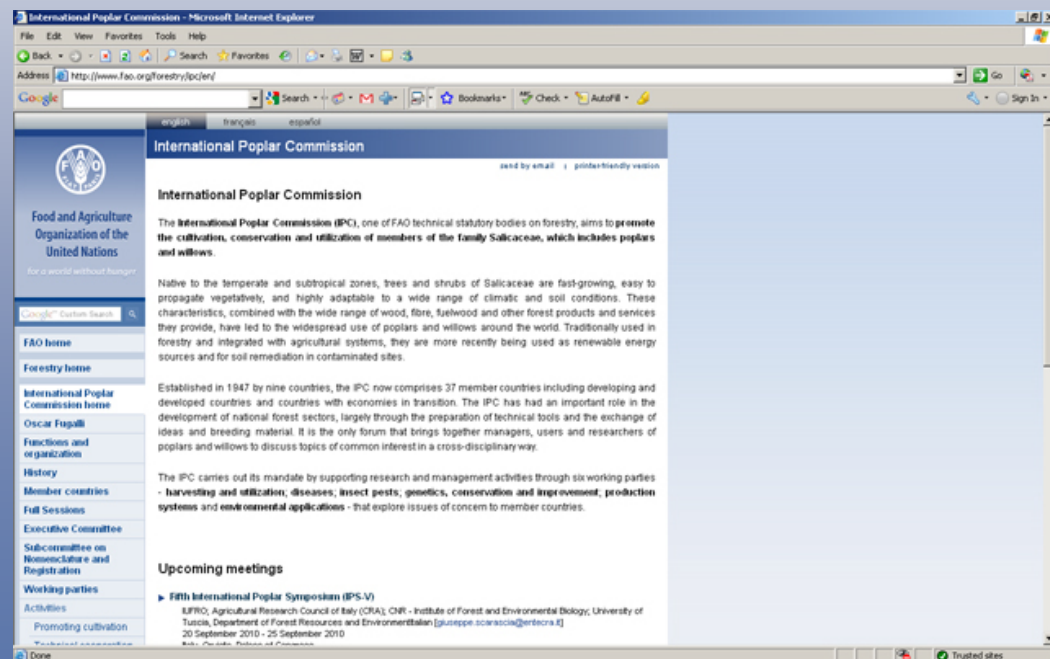 International Poplar Commission - Microsoft Internet Explorer
File Edit View Favorites Tools Help
Back Search Favorites
Address http://www.fao.org/forestry/ipc/en/ Go
Google Search Bookmarks Check AutoFill Sign In
english français español
International Poplar Commission
send by email printer-friendly version
FAO
FIAT PANIS
Food and Agriculture
Organization of the
United Nations
for a world without hunger
Google Custom Search
FAO home
Forestry home
International Poplar
Commission home
Oscar Fugalli
Functions and
organization
History
Member countries
Full Sessions
Executive Committee
Subcommittee on
Nomenclature and
Registration
Working parties
Activities
Promoting cultivation
Technical cooperation
International Poplar Commission
The International Poplar Commission (IPC), one of FAO technical statutory bodies on forestry, aims to promote
the cultivation, conservation and utilization of members of the family Salicaceae, which includes poplars
and willows.
Native to the temperate and subtropical zones, trees and shrubs of Salicaceae are fast-growing, easy to
propagate vegetatively, and highly adaptable to a wide range of climatic and soil conditions. These
characteristics, combined with the wide range of wood, fibre, fuelwood and other forest products and services
they provide, have led to the widespread use of poplars and willows around the world. Traditionally used in
forestry and integrated with agricultural systems, they are more recently being used as renewable energy
sources and for soil remediation in contaminated sites.
Established in 1947 by nine countries, the IPC now comprises 37 member countries including developing and
developed countries and countries with economies in transition. The IPC has had an important role in the
development of national forest sectors, largely through the preparation of technical tools and the exchange of
ideas and breeding material. It is the only forum that brings together managers, users and researchers of
poplars and willows to discuss topics of common interest in a cross-disciplinary way.
The IPC carries out its mandate by supporting research and management activities through six working parties
- harvesting and utilization; diseases; insect pests; genetics, conservation and improvement; production
systems and environmental applications - that explore issues of concern to member countries.
Upcoming meetings
Fifth International Poplar Symposium (IPS-V)
IUFRO; Agricultural Research Council of Italy (CRA); CNR - Institute of Forest and Environmental Biology; University of
Tuscia, Department of Forest Resources and Environmenttalian [giuseppe.scarascia@entecra.it]
20 September 2010 - 25 September 2010
Italy, Orvieto, Palace of Congress
Done Trusted sites